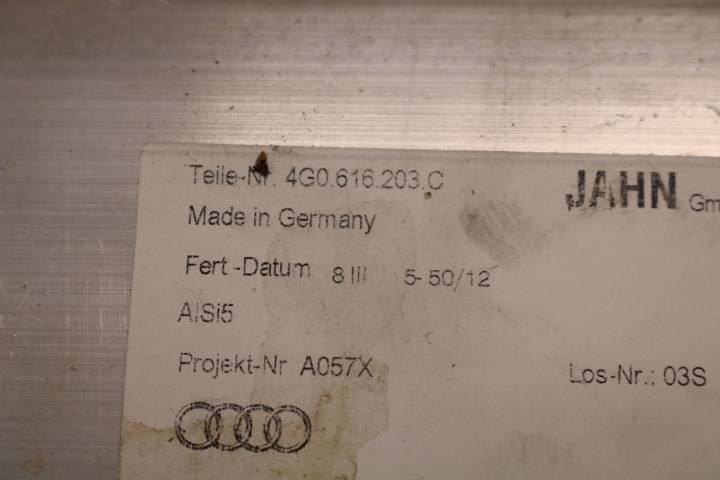 Teile-Nr. 4G0.616.203.C
JAHN Gm
Made in Germany
Fert.-Datum 8 III 5-50/12
AlSi5
Projekt-Nr A057X
Los-Nr.: 03S